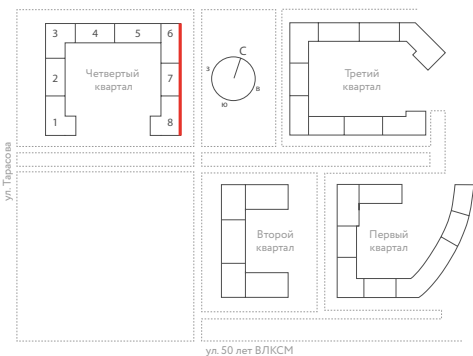 3 4 5 6
2
7
1
8
Четвертый
квартал
С
з
в
ю
Третий
квартал
ул. Тарасова
Второй
квартал
Первый
квартал
ул. 50 лет ВЛКСМ